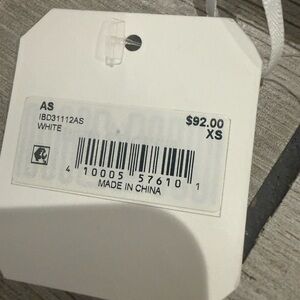 AS
IBD31112AS
WHITE
$92.00
XS
4 10005 57610 1
MADE IN CHINA